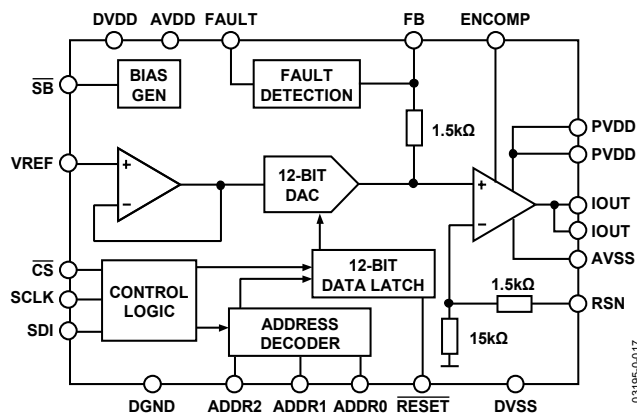 DVDD AVDD FAULT FB ENCOMP
SB
BIAS
GEN
FAULT
DETECTION
1.5kΩ
PVDD
PVDD
VREF
+
−
12-BIT
DAC
+
−
IOUT
IOUT
AVSS
CS
SCLK
SDI
CONTROL
LOGIC
12-BIT
DATA LATCH
1.5kΩ
RSN
ADDRESS
DECODER
15kΩ
DGND ADDR2 ADDR1 ADDR0 RESET DVSS
03195-0-017